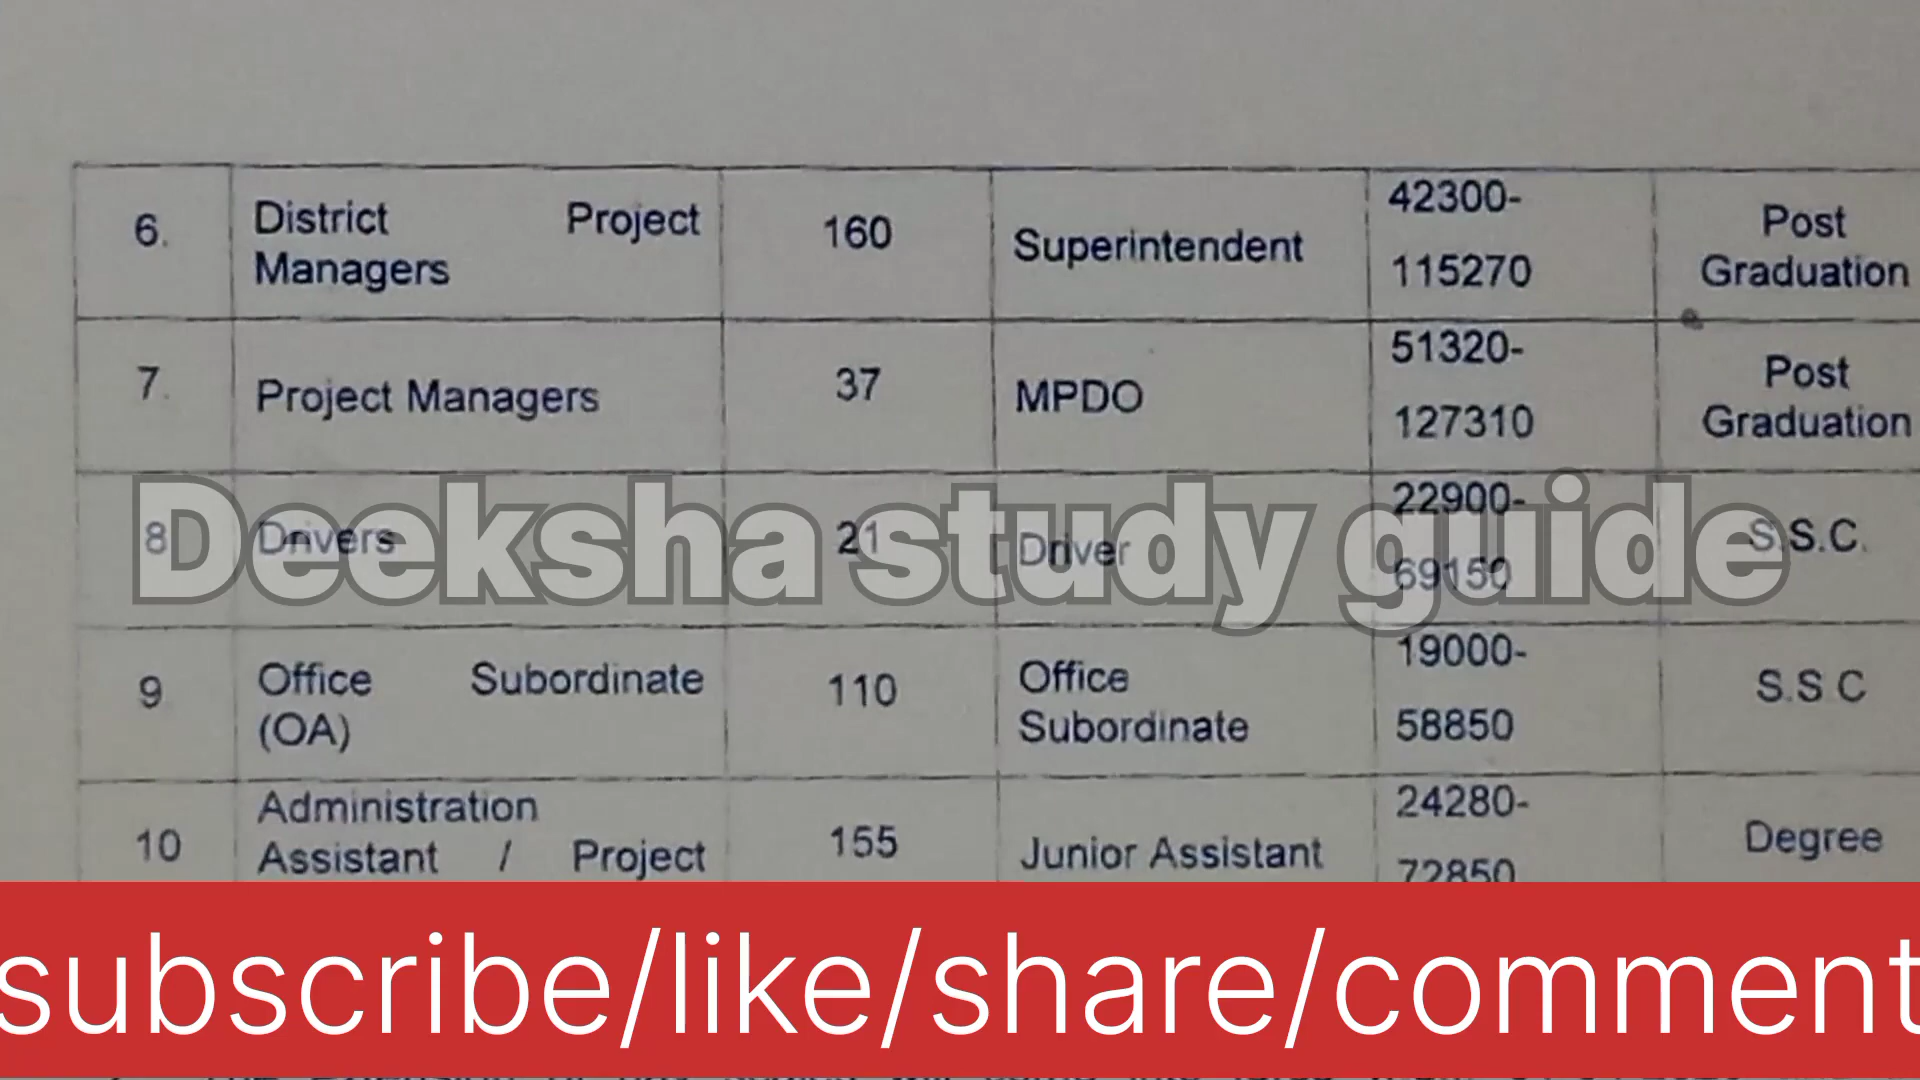 6. District Project Managers 160 Superintendent 42300-115270 Post Graduation
7. Project Managers 37 MPDO 51320-127310 Post Graduation
8 Drivers 21 Driver 22900-69150 S.S.C.
9 Office Subordinate (OA) 110 Office Subordinate 19000-58850 S.S C
10 Administration Assistant / Project 155 Junior Assistant 24280-72850 Degree
Deeksha study guide
subscribe/like/share/comment